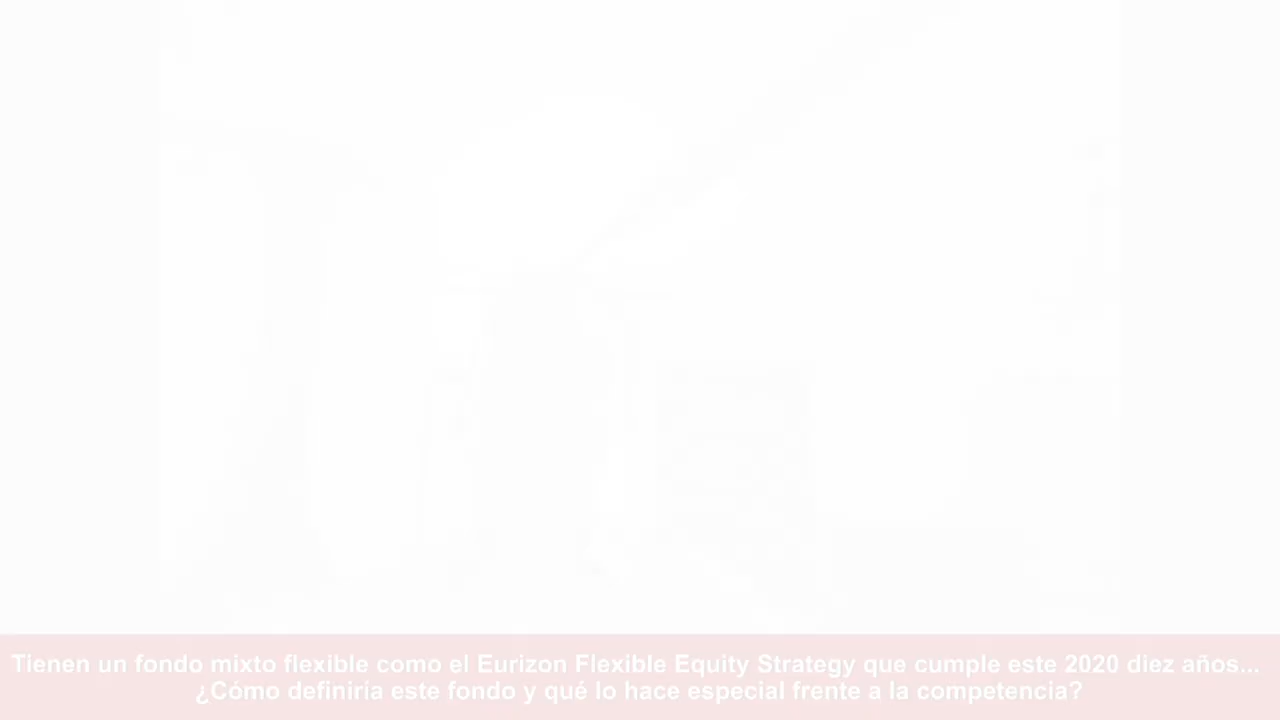 Tienen un fondo mixto flexible como el Eurizon Flexible Equity Strategy que cumple este 2020 diez años...
¿Cómo definiría este fondo y qué lo hace especial frente a la competencia?